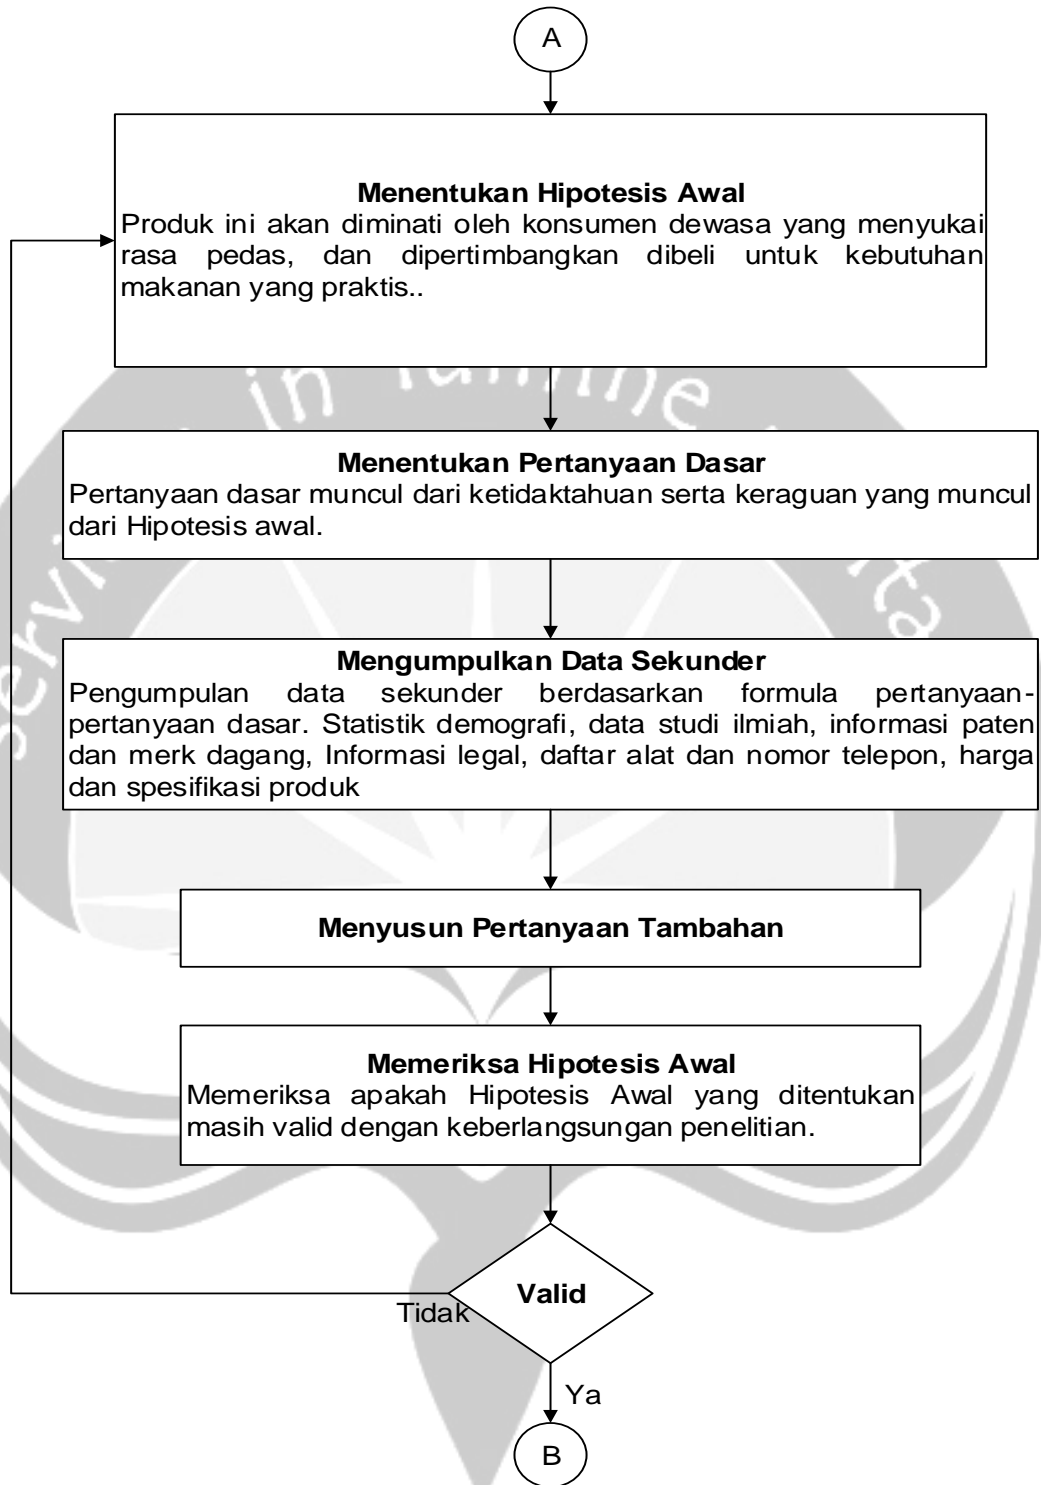 A
Menentukan Hipotesis Awal
Produk ini akan diminati oleh konsumen dewasa yang menyukai
rasa pedas, dan dipertimbangkan dibeli untuk kebutuhan
makanan yang praktis..
in lumine
Menentukan Pertanyaan Dasar
Pertanyaan dasar muncul dari ketidaktahuan serta keraguan yang muncul
dari Hipotesis awal.
Mengumpulkan Data Sekunder
Pengumpulan data sekunder berdasarkan formula pertanyaan-
pertanyaan dasar. Statistik demografi, data studi ilmiah, informasi paten
dan merk dagang, Informasi legal, daftar alat dan nomor telepon, harga
dan spesifikasi produk
Menyusun Pertanyaan Tambahan
Memeriksa Hipotesis Awal
Memeriksa apakah Hipotesis Awal yang ditentukan
masih valid dengan keberlangsungan penelitian.
Valid
Tidak
Ya
B